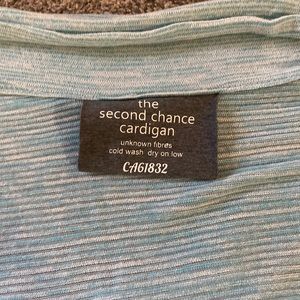 the
second chance
cardigan
unknown fibres
cold wash dry on low
CA61832